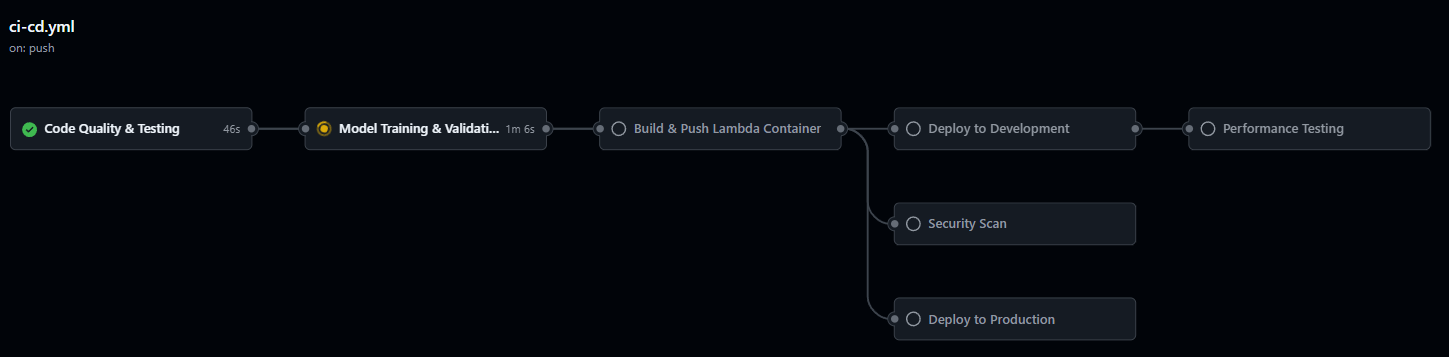 ci-cd.yml
on: push
Code Quality & Testing 46s
Model Training & Validati... 1m 6s
Build & Push Lambda Container
Deploy to Development
Performance Testing
Security Scan
Deploy to Production